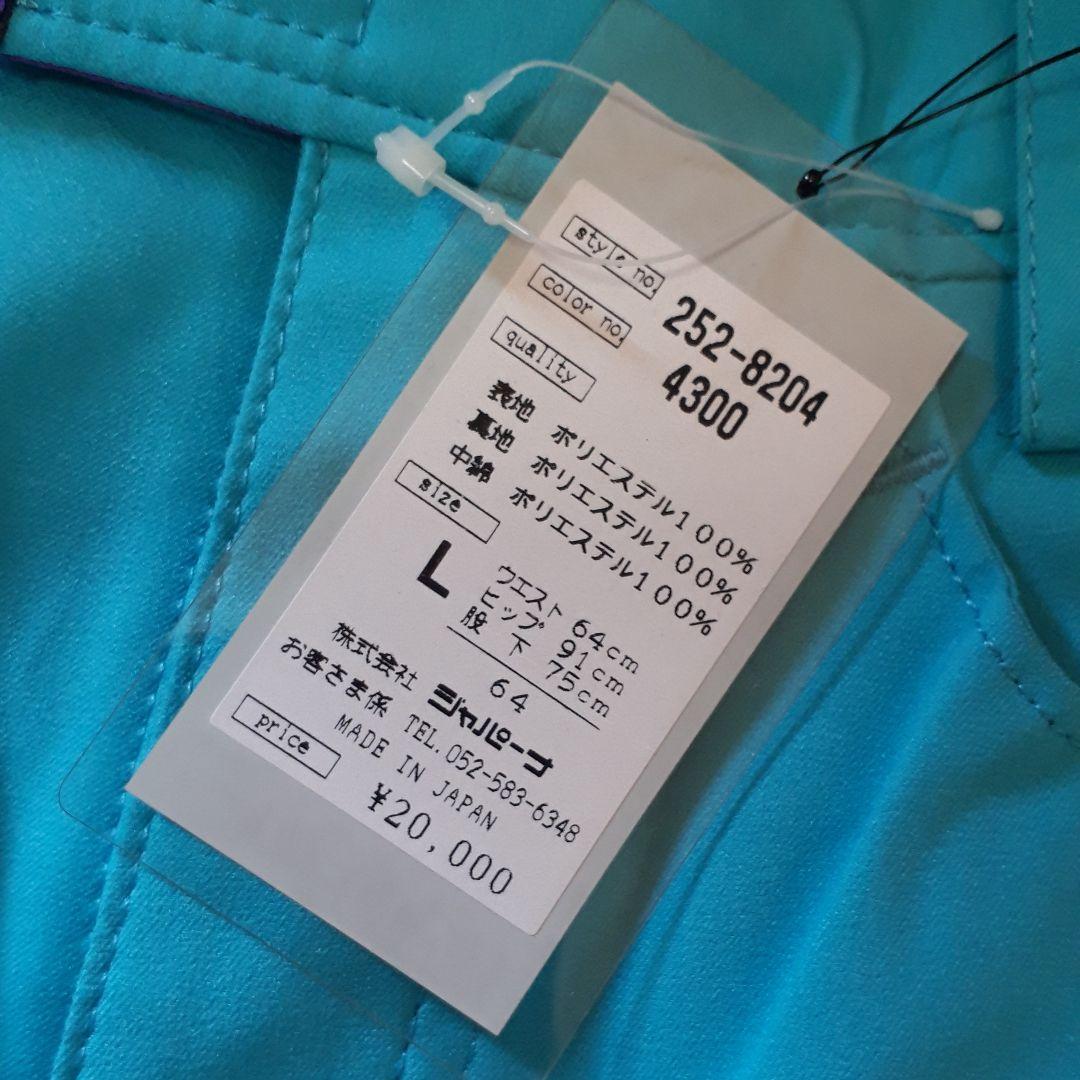 style no.
252-8204
color no.
4300
quality
表地 ポリエステル100%
裏地 ポリエステル100%
中綿 ポリエステル100%
size
L
ウエスト 64cm
ヒップ 91cm
股下 75cm
64
株式会社 ジャパーナ
お客さま係 TEL.052-583-6348
MADE IN JAPAN
price
¥20,000